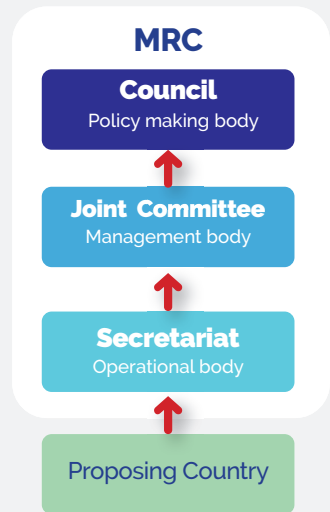 MRC
Council
Policy making body
Joint Committee
Management body
Secretariat
Operational body
Proposing Country